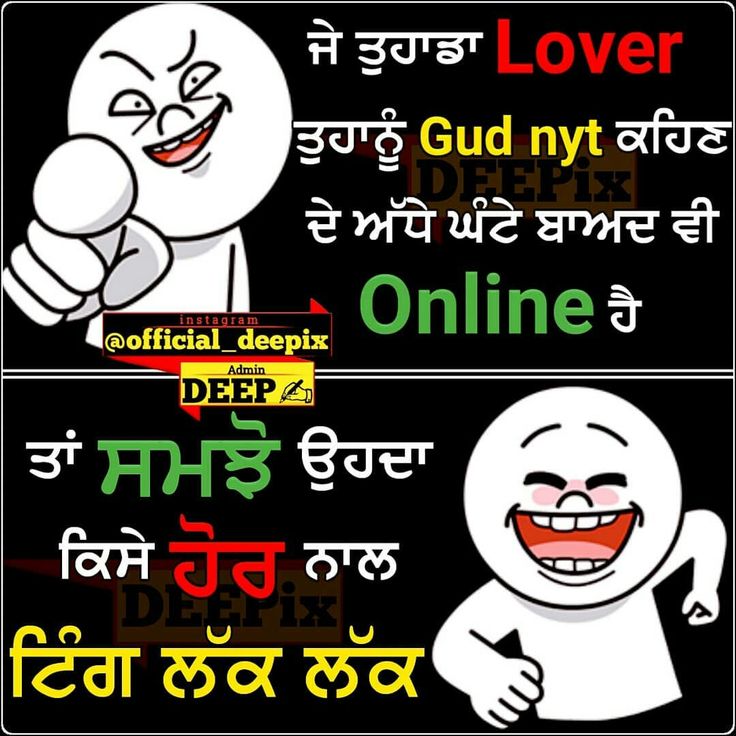 ਜੇ ਤੁਹਾਡਾ Lover
ਤੁਹਾਨੂੰ Gud nyt ਕਹਿਣ
DEEPix
ਦੇ ਅੱਧੇ ਘੰਟੇ ਬਾਅਦ ਵੀ
Online ਹੈ
instagram
@official_deepix
Admin
DEEP
ਤਾਂ ਸਮਝੋ ਉਹਦਾ
ਕਿਸੇ ਹੋਰ ਨਾਲ
DEEPix
ਟਿੰਗ ਲੱਕ ਲੱਕ